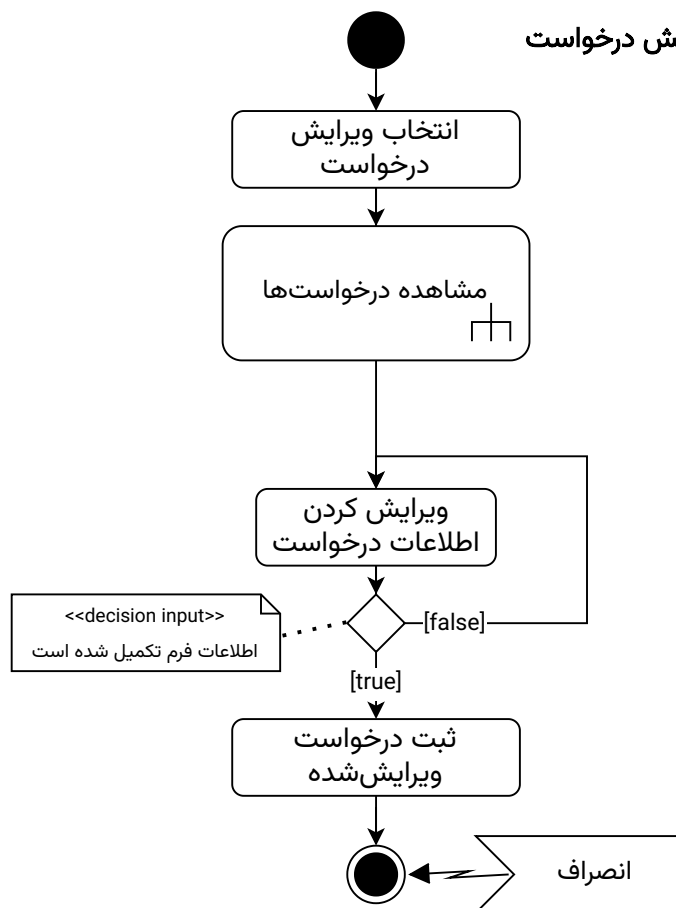 درخواست
انتخاب ویرایش
درخواست
مشاهده درخواست‌ها
ویرایش کردن
اطلاعات درخواست
<<decision input>>
اطلاعات فرم تکمیل شده است
[false]
[true]
ثبت درخواست
ویرایش‌شده
انصراف